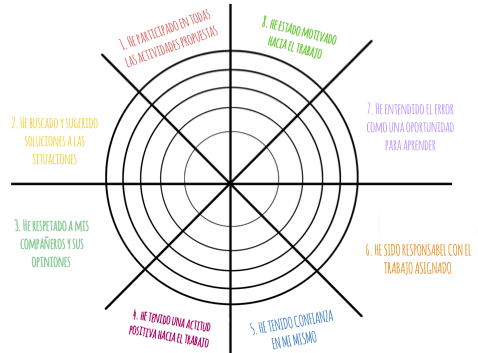 1. HE PARTICIPADO EN TODAS
LAS ACTIVIDADES PROPUESTAS
2. HE BUSCADO Y SUGERIDO
SOLUCIONES A LAS
SITUACIONES
3. HE RESPETADO A MIS
COMPAÑEROS Y SUS
OPINIONES
4. HE TENIDO UNA ACTITUD
POSITIVA HACIA EL TRABAJO
5. HE TENIDO CONFIANZA
EN MI MISMO
6. HE SIDO RESPONSABEL CON EL
TRABAJO ASIGNADO
7. HE ENTENDIDO EL ERROR
COMO UNA OPORTUNIDAD
PARA APRENDER
8. HE ESTADO MOTIVADO
HACIA EL TRABAJO